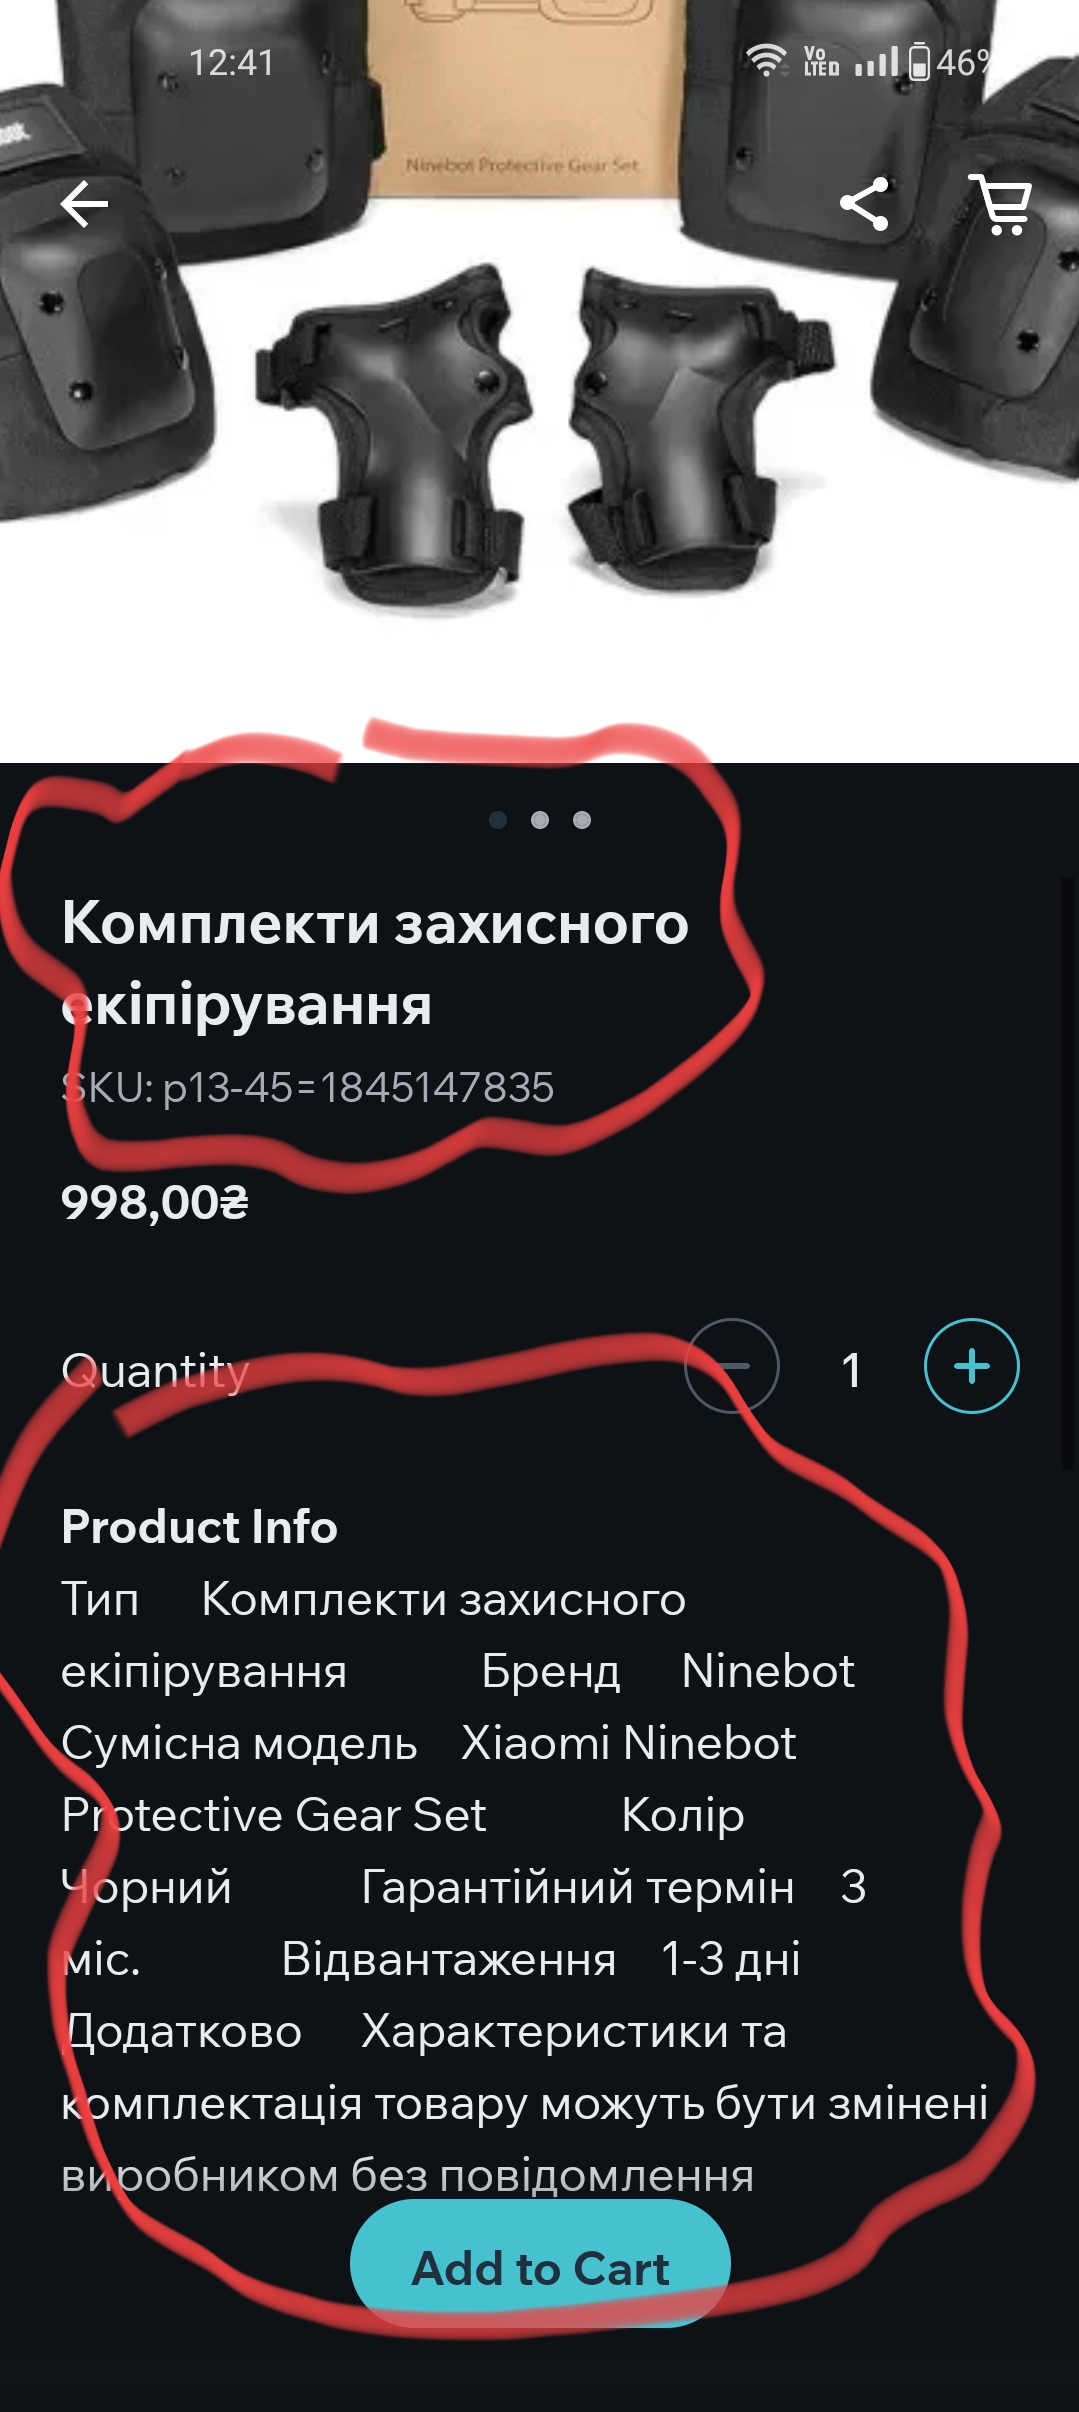 Ninebot Protective Gear Set
12:41
Vo LTE
46%
Комплекти захисного
екіпірування
SKU: p13-45=1845147835
998,00₴
Quantity
1
Product Info
Тип Комплекти захисного
екіпірування Бренд Ninebot
Сумісна модель Xiaomi Ninebot
Protective Gear Set Колір
Чорний Гарантійний термін 3
міс. Відвантаження 1-3 дні
Додатково Характеристики та
комплектація товару можуть бути змінені
виробником без повідомлення
Add to Cart